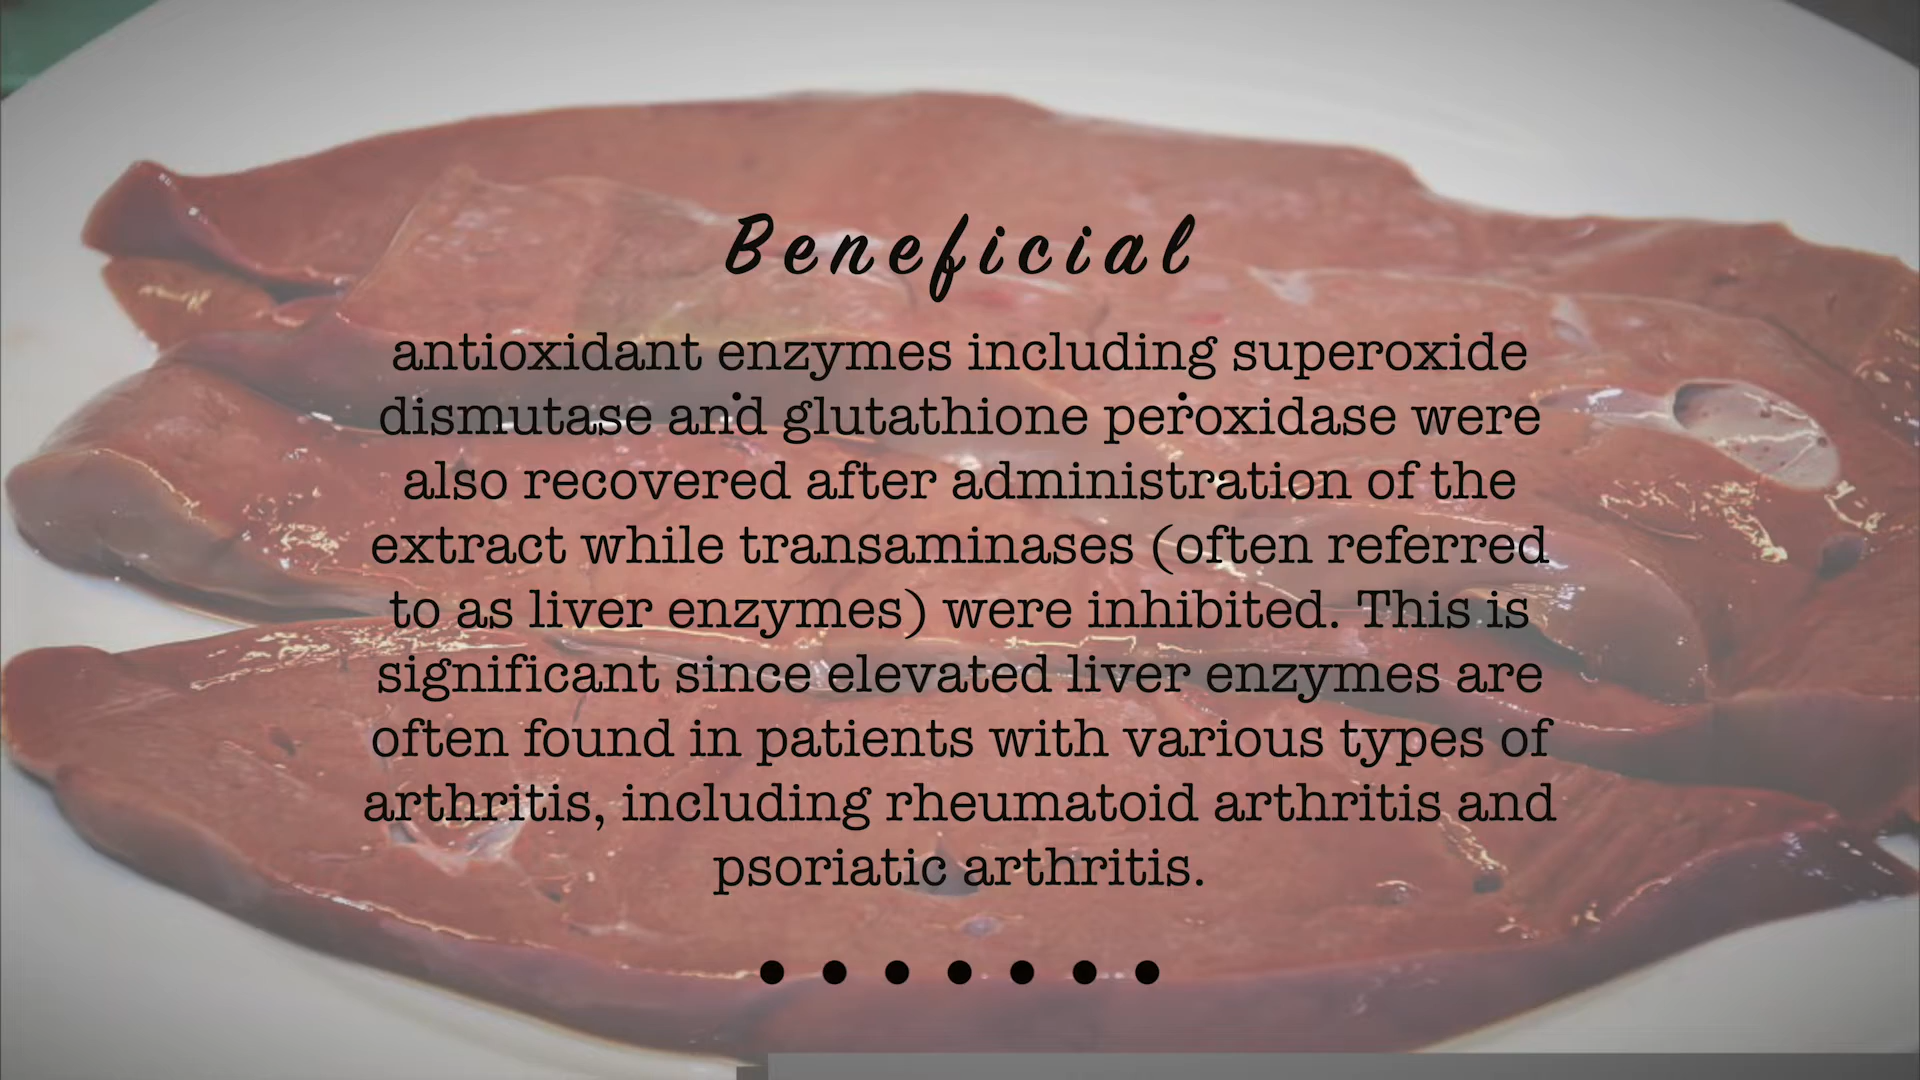 Beneficial
antioxidant enzymes including superoxide
dismutase and glutathione peroxidase were
also recovered after administration of the
extract while transaminases (often referred
to as liver enzymes) were inhibited. This is
significant since elevated liver enzymes are
often found in patients with various types of
arthritis, including rheumatoid arthritis and
psoriatic arthritis.